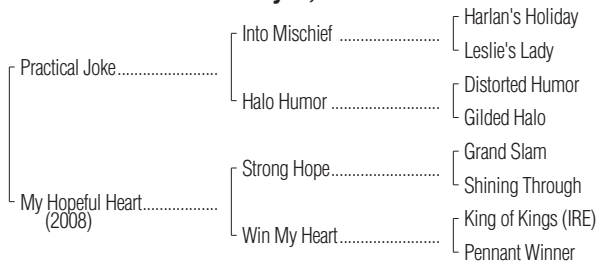 Harlan's Holiday
Into Mischief
Leslie's Lady
Practical Joke
Distorted Humor
Halo Humor
Gilded Halo
Grand Slam
Strong Hope
Shining Through
My Hopeful Heart
(2008)
King of Kings (IRE)
Win My Heart
Pennant Winner